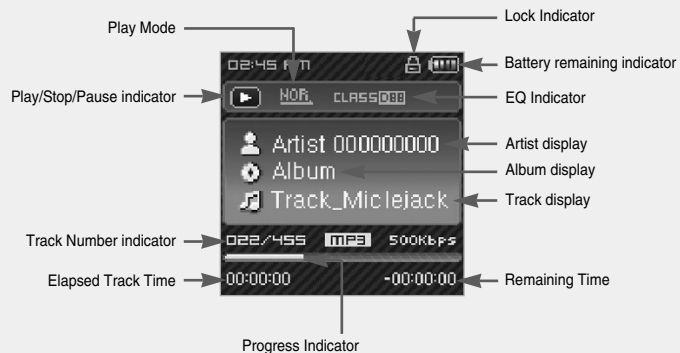 Lock Indicator
Play Mode
02:45 PM
Battery remaining indicator
Play/Stop/Pause indicator
NOR.
CLASS
EQ Indicator
Artist 000000000
Artist display
Album
Album display
Track_Miclejack
Track display
Track Number indicator
022/455 MP3 500Kbps
Elapsed Track Time
00:00:00 -00:00:00
Remaining Time
Progress Indicator